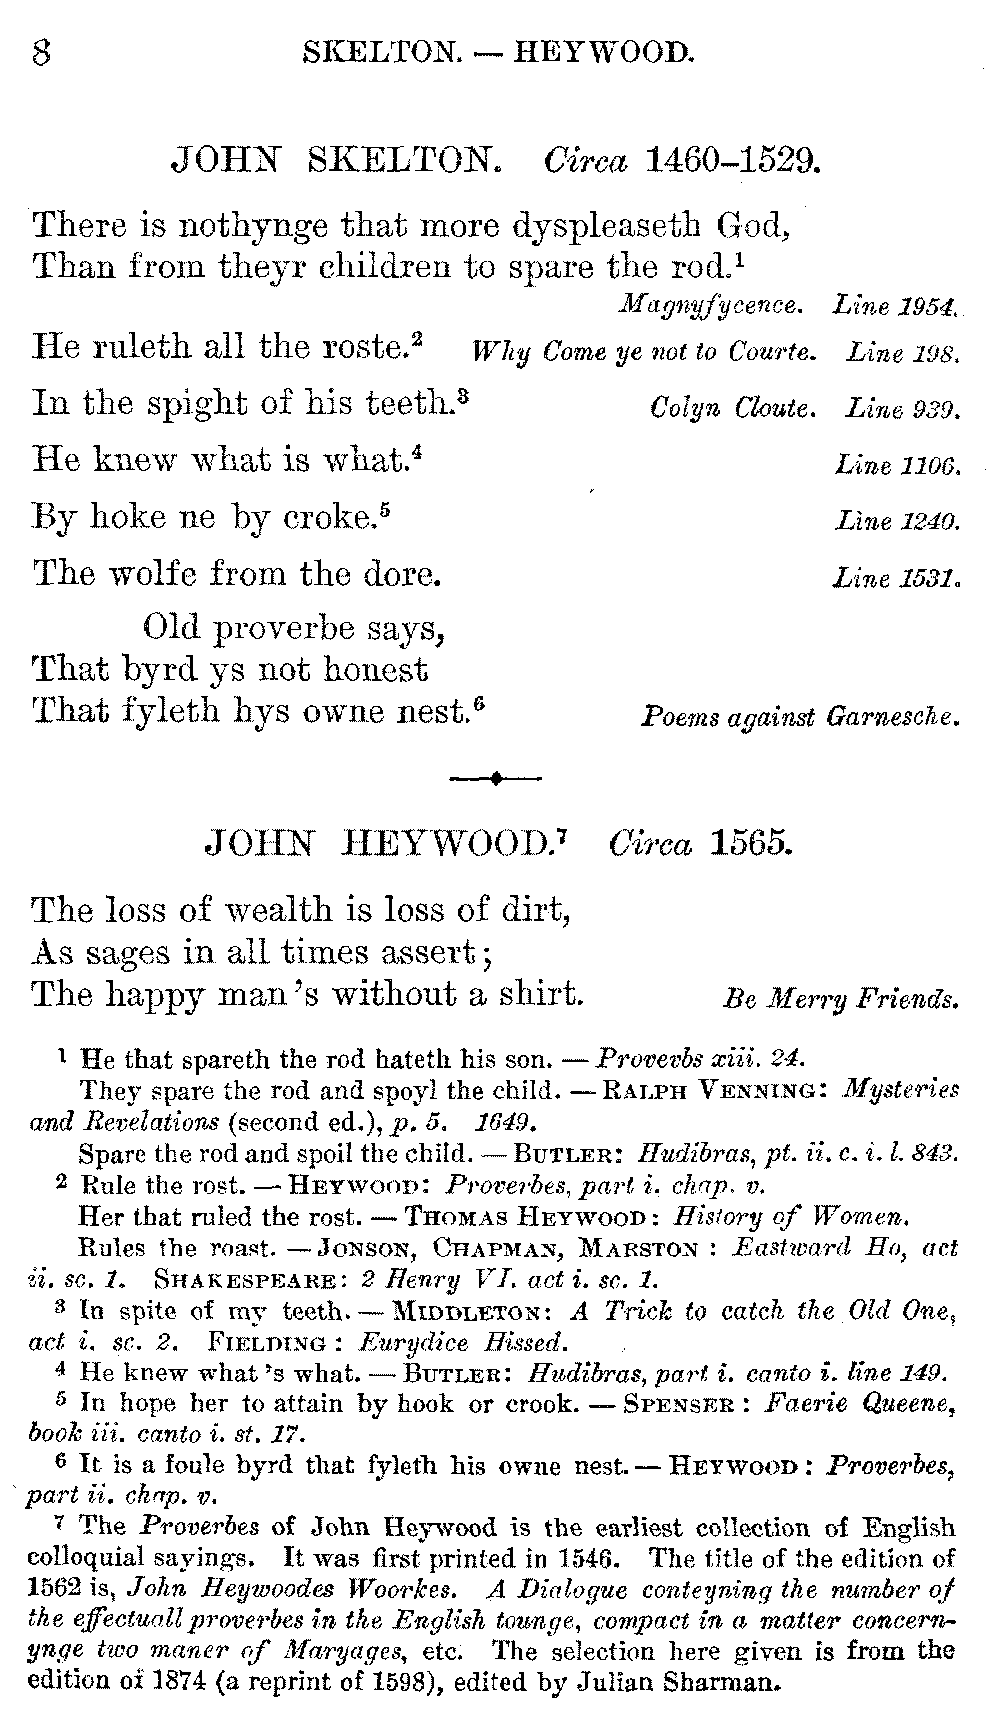 8 SKELTON. — HEYWOOD.
JOHN SKELTON. Circa 1460–1529.
There is nothynge that more dyspleaseth God,
Than from theyr children to spare the rod.¹
Magnyfycence. Line 1954.
He ruleth all the roste.² Why Come ye not to Courte. Line 198.
In the spight of his teeth.³ Colyn Cloute. Line 939.
He knew what is what.⁴ Line 1106.
By hoke ne by croke.⁵ Line 1240.
The wolfe from the dore. Line 1531.
Old proverbe says,
That byrd ys not honest
That fyleth hys owne nest.⁶ Poems against Garnesche.
JOHN HEYWOOD.⁷ Circa 1565.
The loss of wealth is loss of dirt,
As sages in all times assert;
The happy man 's without a shirt. Be Merry Friends.
¹ He that spareth the rod hateth his son. — Proverbs xiii. 24.
They spare the rod and spoyl the child. — RALPH VENNING: Mysteries
and Revelations (second ed.), p. 5. 1649.
Spare the rod and spoil the child. — BUTLER: Hudibras, pt. ii. c. i. l. 843.
² Rule the rost. — HEYWOOD: Proverbes, part i. chap. v.
Her that ruled the rost. — THOMAS HEYWOOD: History of Women.
Rules the roast. — JONSON, CHAPMAN, MARSTON: Eastward Ho, act
ii. sc. 1. SHAKESPEARE: 2 Henry VI. act i. sc. 1.
³ In spite of my teeth. — MIDDLETON: A Trick to catch the Old One,
act i. sc. 2. FIELDING: Eurydice Hissed.
⁴ He knew what 's what. — BUTLER: Hudibras, part i. canto i. line 149.
⁵ In hope her to attain by hook or crook. — SPENSER: Faerie Queene,
book iii. canto i. st. 17.
⁶ It is a foule byrd that fyleth his owne nest. — HEYWOOD: Proverbes,
part ii. chap. v.
⁷ The Proverbes of John Heywood is the earliest collection of English
colloquial sayings. It was first printed in 1546. The title of the edition of
1562 is, John Heywoodes Woorkes. A Dialogue conteyning the number of
the effectuall proverbes in the English tounge, compact in a matter concern-
ynge two maner of Maryages, etc. The selection here given is from the
edition of 1874 (a reprint of 1598), edited by Julian Sharman.